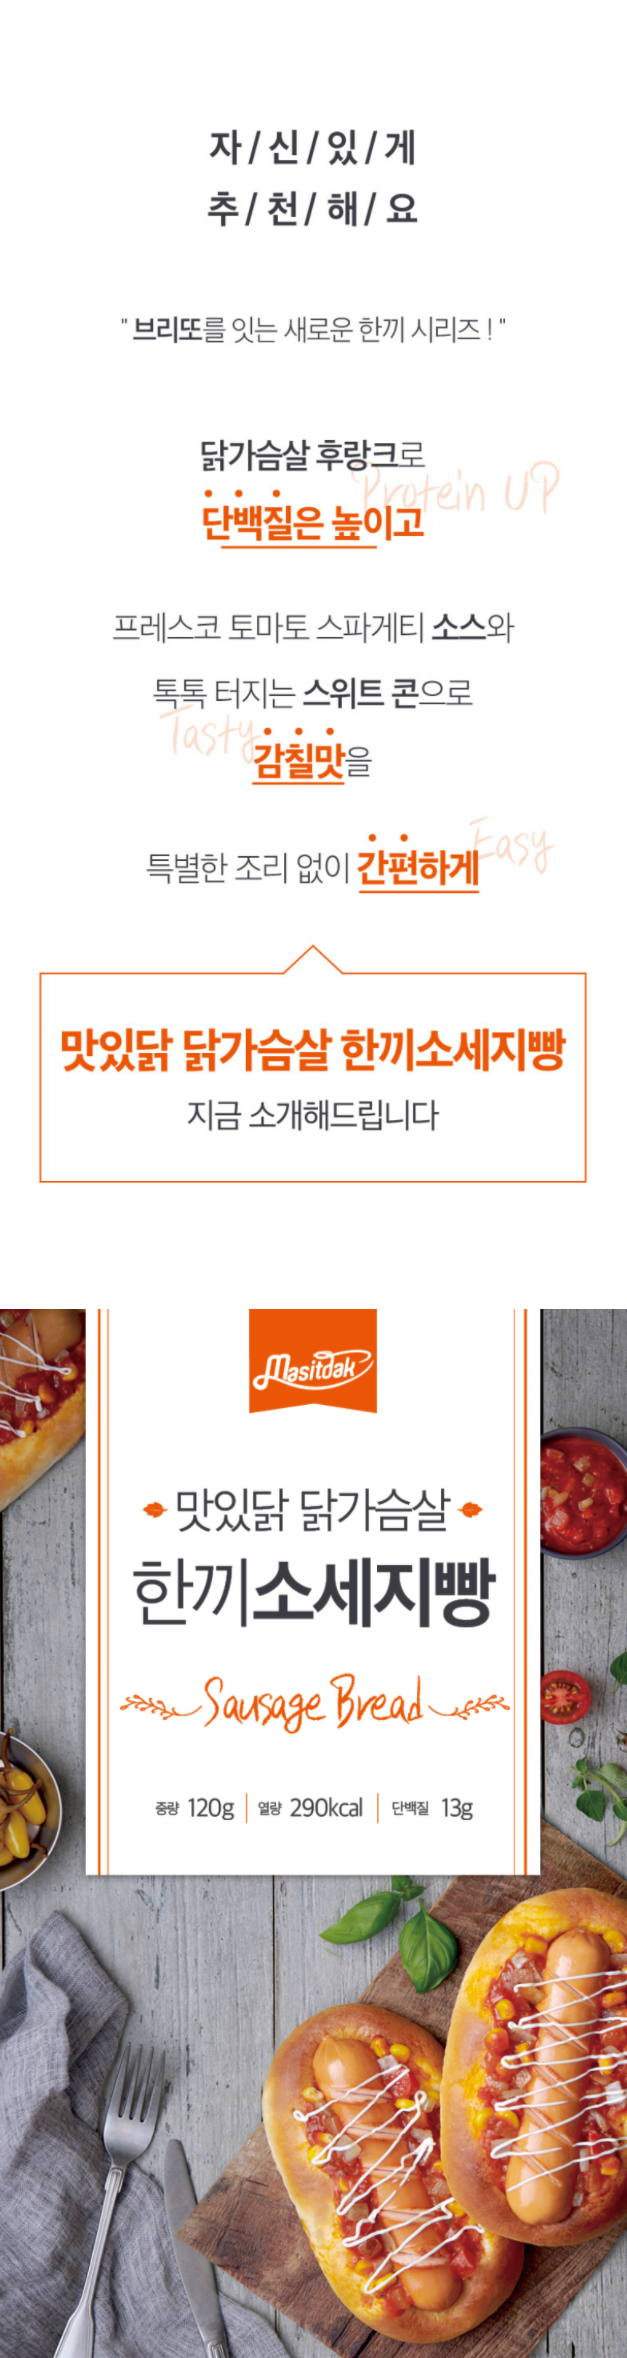 자/신/있/게
추/천/해/요
" 브리또를 잇는 새로운 한끼 시리즈 ! "
닭가슴살 후랑크로
Protein UP
단백질은 높이고
프레스코 토마토 스파게티 소스와
톡톡 터지는 스위트 콘으로
Tasty
감칠맛을
Easy
특별한 조리 없이 간편하게
맛있닭 닭가슴살 한끼소세지빵
지금 소개해드립니다
Masitdak
맛있닭 닭가슴살
한끼소세지빵
Sausage Bread
중량 120g | 열량 290kcal | 단백질 13g